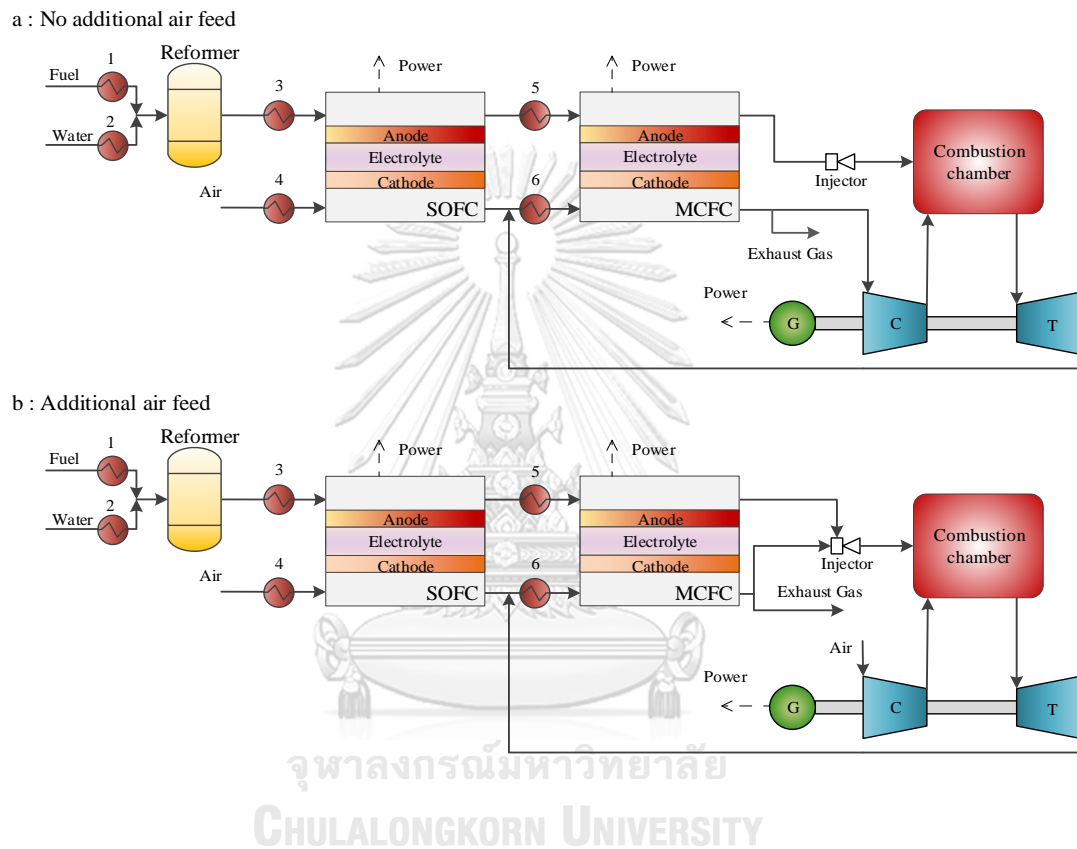 a : No additional air feed
1
Reformer
Fuel
2
Water
3
Power
5
Power
Anode
Electrolyte
Cathode
SOFC
Air
4
6
Anode
Electrolyte
Cathode
MCFC
Injector
Combustion
chamber
Exhaust Gas
Power
G
C
T
b : Additional air feed
1
Reformer
Fuel
2
Water
3
Power
5
Power
Anode
Electrolyte
Cathode
SOFC
Air
4
6
Anode
Electrolyte
Cathode
MCFC
Injector
Combustion
chamber
Exhaust Gas
Air
Power
G
C
T
จุฬาลงกรณ์มหาวิทยาลัย
CHULALONGKORN UNIVERSITY